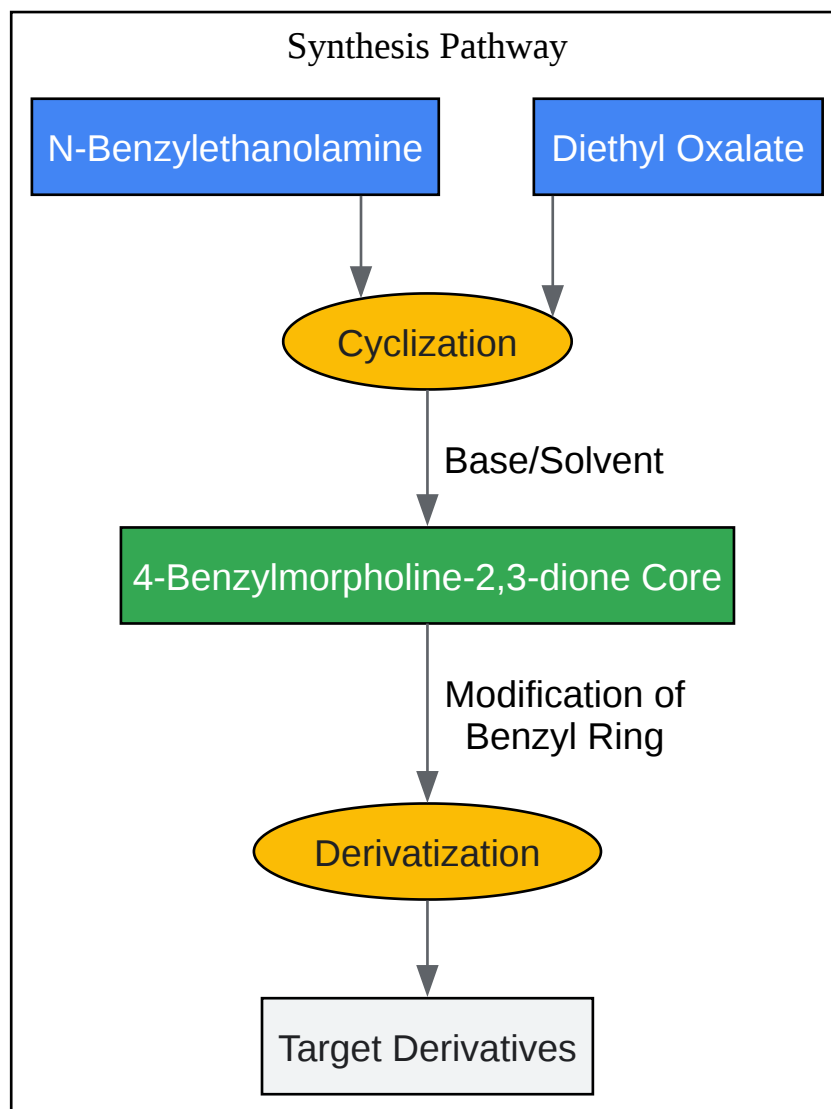 Synthesis Pathway
N-Benzylethanolamine
Diethyl Oxalate
Cyclization
Base/Solvent
4-Benzylmorpholine-2,3-dione Core
Modification of
Benzyl Ring
Derivatization
Target Derivatives